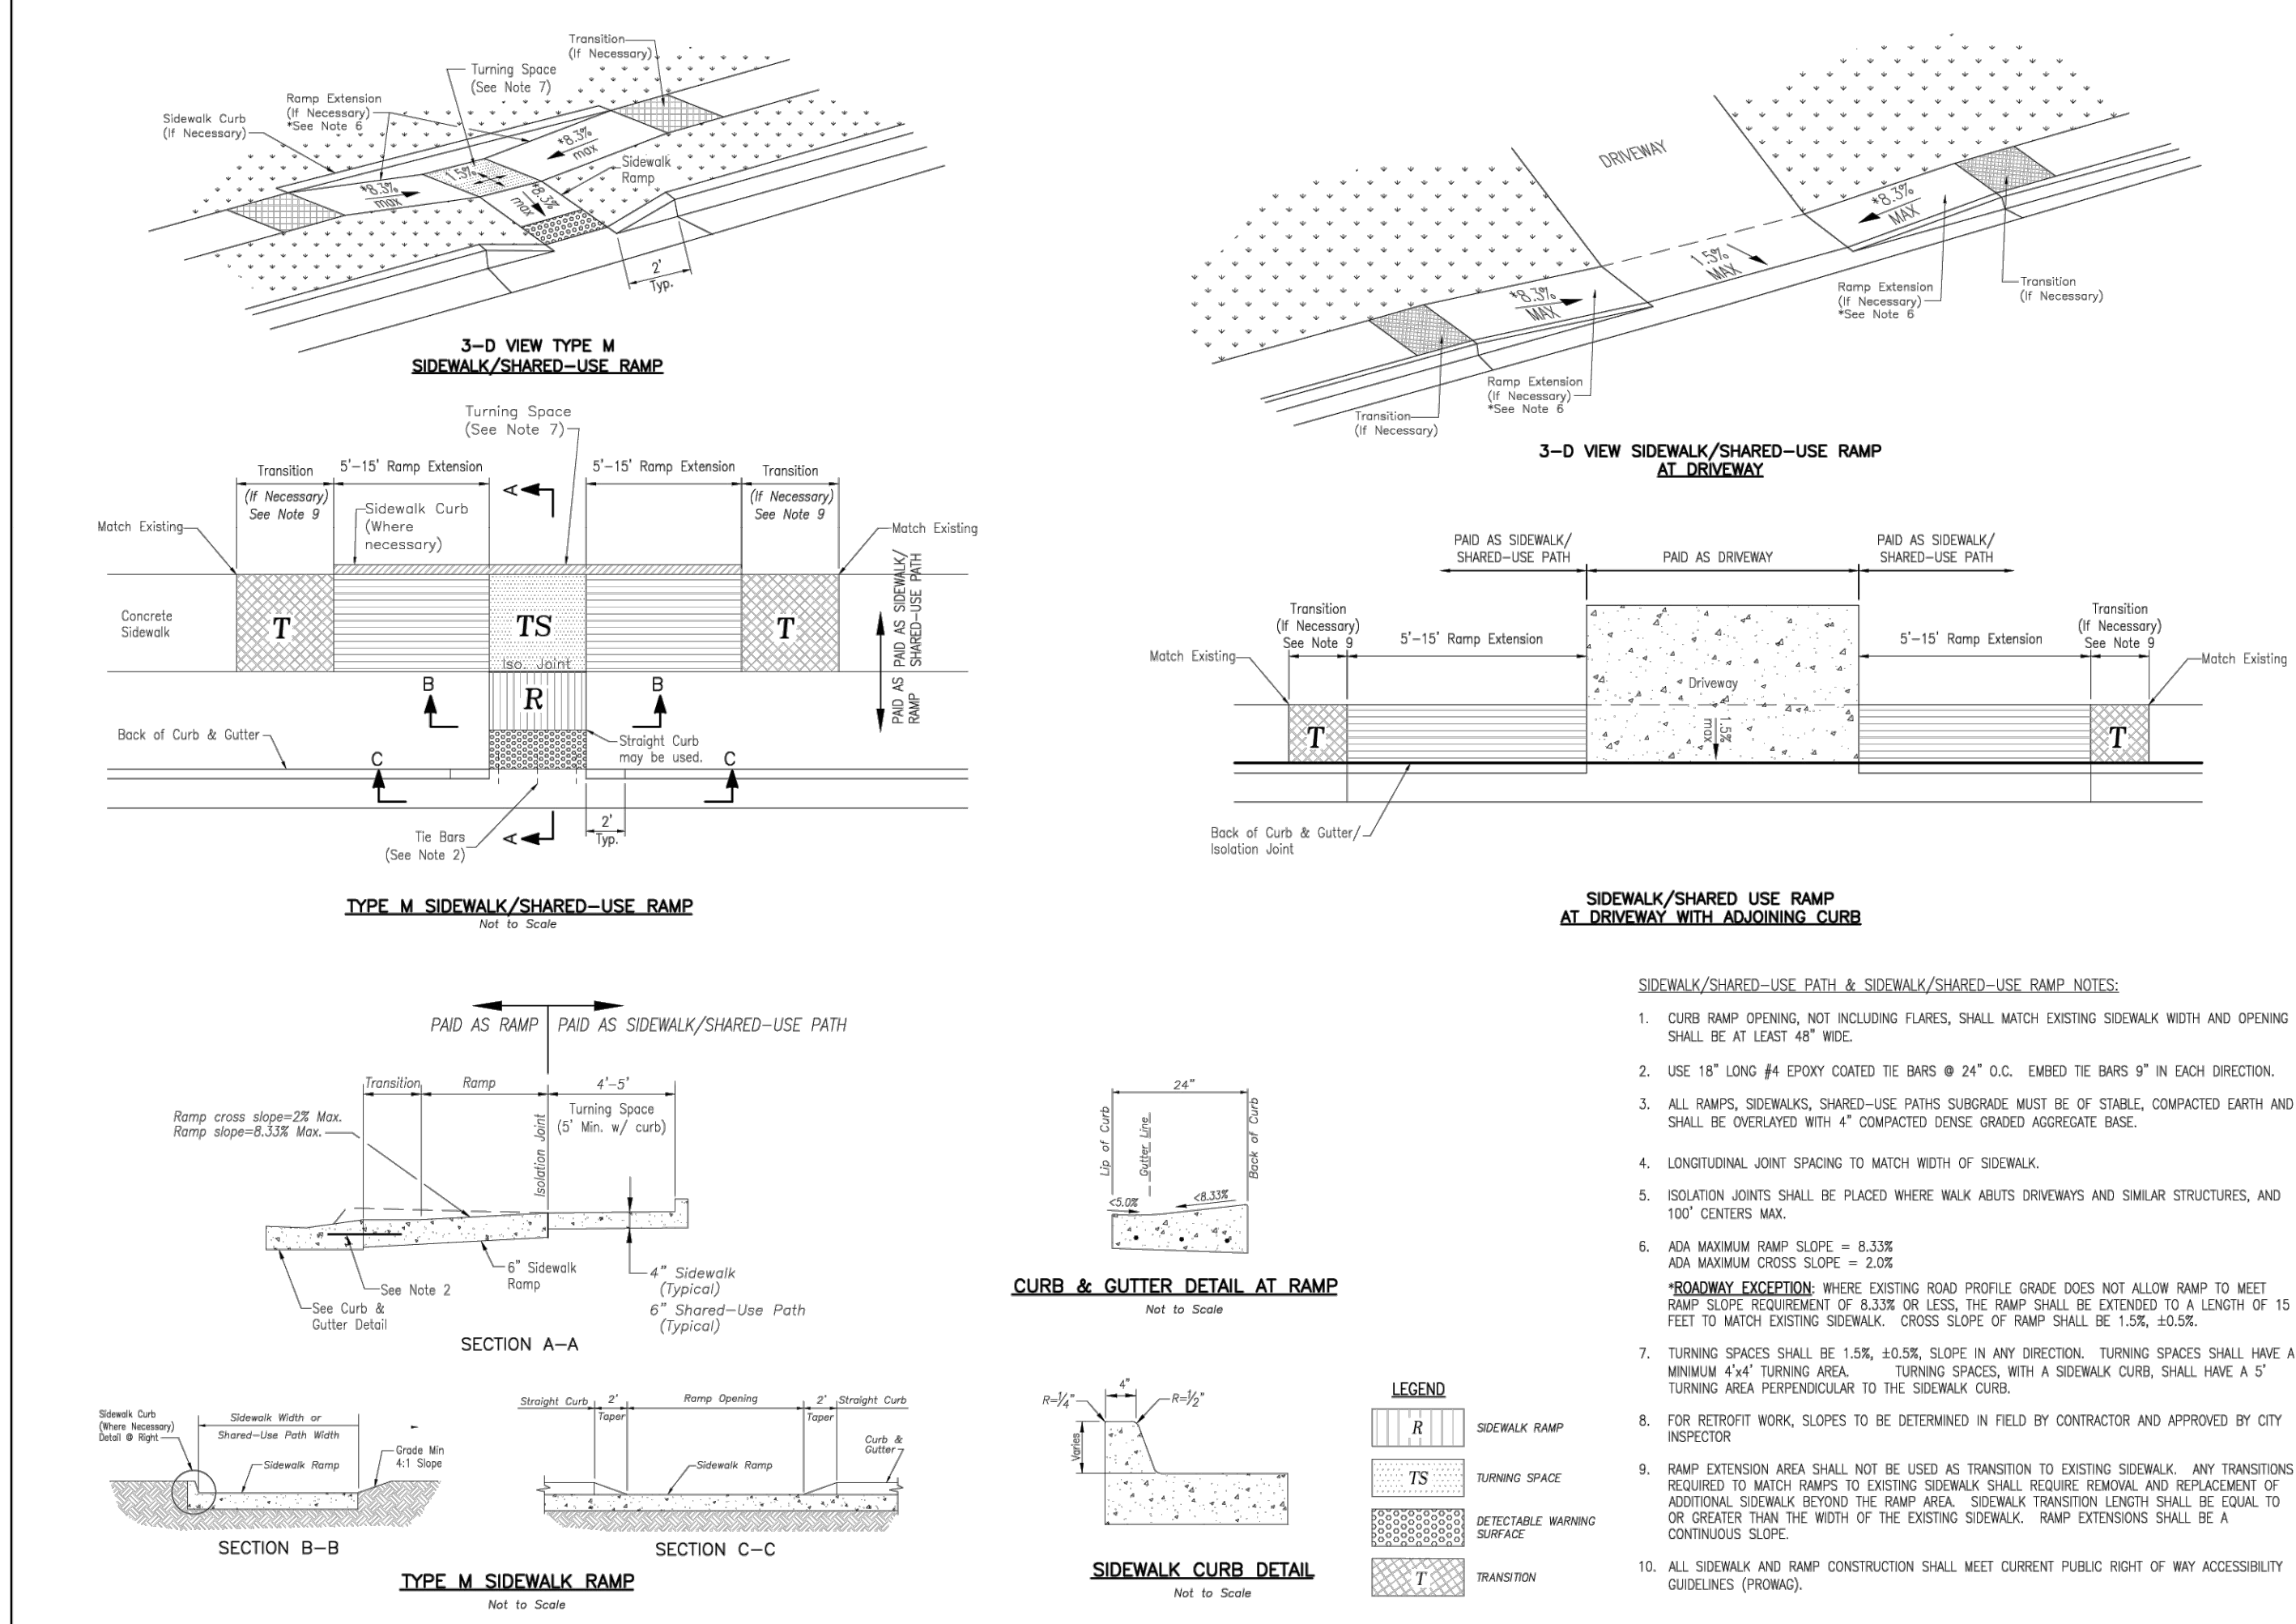 Transition
(If Necessary)
Turning Space
(See Note 7)
Ramp Extension
(If Necessary)
*See Note 6
Sidewalk Curb
(If Necessary)
*8.3%
max
Sidewalk
Ramp
1.5%
*8.3%
max
*8.3%
max
2'
Typ.
3-D VIEW TYPE M
SIDEWALK/SHARED-USE RAMP
DRIVEWAY
*8.3%
MAX
1.5%
MAX
*8.3%
MAX
Ramp Extension
(If Necessary)
*See Note 6
Transition
(If Necessary)
Ramp Extension
(If Necessary)
*See Note 6
Transition
(If Necessary)
3-D VIEW SIDEWALK/SHARED-USE RAMP
AT DRIVEWAY
Turning Space
(See Note 7)
Transition
(If Necessary)
See Note 9
5'-15' Ramp Extension
A
5'-15' Ramp Extension
Transition
(If Necessary)
See Note 9
Match Existing
Sidewalk Curb
(Where
necessary)
Match Existing
Concrete
Sidewalk
T
TS
T
Iso. Joint
PAID AS SIDEWALK/
SHARED-USE PATH
PAID AS
RAMP
B
R
B
Back of Curb & Gutter
Straight Curb
may be used.
C
C
Tie Bars
(See Note 2)
A
2'
Typ.
TYPE M SIDEWALK/SHARED-USE RAMP
Not to Scale
PAID AS SIDEWALK/
SHARED-USE PATH
PAID AS DRIVEWAY
PAID AS SIDEWALK/
SHARED-USE PATH
Transition
(If Necessary)
See Note 9
5'-15' Ramp Extension
5'-15' Ramp Extension
Transition
(If Necessary)
See Note 9
Match Existing
Match Existing
Driveway
T
1.5%
max
T
Back of Curb & Gutter/
Isolation Joint
SIDEWALK/SHARED USE RAMP
AT DRIVEWAY WITH ADJOINING CURB
PAID AS RAMP
PAID AS SIDEWALK/SHARED-USE PATH
Transition
Ramp
4'-5'
Ramp cross slope=2% Max.
Ramp slope=8.33% Max.
Isolation Joint
Turning Space
(5' Min. w/ curb)
See Note 2
6" Sidewalk
Ramp
4" Sidewalk
(Typical)
6" Shared-Use Path
(Typical)
See Curb &
Gutter Detail
SECTION A-A
24"
Lip of Curb
Gutter Line
Back of Curb
<5.0%
<8.33%
CURB & GUTTER DETAIL AT RAMP
Not to Scale
Sidewalk Curb
(Where Necessary)
Detail @ Right
Sidewalk Width or
Shared-Use Path Width
Sidewalk Ramp
Grade Min
4:1 Slope
SECTION B-B
Straight Curb
2'
Taper
Ramp Opening
2'
Taper
Straight Curb
Curb &
Gutter
Sidewalk Ramp
SECTION C-C
TYPE M SIDEWALK RAMP
Not to Scale
4"
R=1/4"
R=1/2"
Varies
SIDEWALK CURB DETAIL
Not to Scale
LEGEND
R
SIDEWALK RAMP
TS
TURNING SPACE
DETECTABLE WARNING
SURFACE
T
TRANSITION
SIDEWALK/SHARED-USE PATH & SIDEWALK/SHARED-USE RAMP NOTES:
1. CURB RAMP OPENING, NOT INCLUDING FLARES, SHALL MATCH EXISTING SIDEWALK WIDTH AND OPENING
SHALL BE AT LEAST 48" WIDE.
2. USE 18" LONG #4 EPOXY COATED TIE BARS @ 24" O.C. EMBED TIE BARS 9" IN EACH DIRECTION.
3. ALL RAMPS, SIDEWALKS, SHARED-USE PATHS SUBGRADE MUST BE OF STABLE, COMPACTED EARTH AND
SHALL BE OVERLAYED WITH 4" COMPACTED DENSE GRADED AGGREGATE BASE.
4. LONGITUDINAL JOINT SPACING TO MATCH WIDTH OF SIDEWALK.
5. ISOLATION JOINTS SHALL BE PLACED WHERE WALK ABUTS DRIVEWAYS AND SIMILAR STRUCTURES, AND
100' CENTERS MAX.
6. ADA MAXIMUM RAMP SLOPE = 8.33%
ADA MAXIMUM CROSS SLOPE = 2.0%
*ROADWAY EXCEPTION: WHERE EXISTING ROAD PROFILE GRADE DOES NOT ALLOW RAMP TO MEET
RAMP SLOPE REQUIREMENT OF 8.33% OR LESS, THE RAMP SHALL BE EXTENDED TO A LENGTH OF 15
FEET TO MATCH EXISTING SIDEWALK. CROSS SLOPE OF RAMP SHALL BE 1.5%, ±0.5%.
7. TURNING SPACES SHALL BE 1.5%, ±0.5%, SLOPE IN ANY DIRECTION. TURNING SPACES SHALL HAVE A
MINIMUM 4'x4' TURNING AREA. TURNING SPACES, WITH A SIDEWALK CURB, SHALL HAVE A 5'
TURNING AREA PERPENDICULAR TO THE SIDEWALK CURB.
8. FOR RETROFIT WORK, SLOPES TO BE DETERMINED IN FIELD BY CONTRACTOR AND APPROVED BY CITY
INSPECTOR
9. RAMP EXTENSION AREA SHALL NOT BE USED AS TRANSITION TO EXISTING SIDEWALK. ANY TRANSITIONS
REQUIRED TO MATCH RAMPS TO EXISTING SIDEWALK SHALL REQUIRE REMOVAL AND REPLACEMENT OF
ADDITIONAL SIDEWALK BEYOND THE RAMP AREA. SIDEWALK TRANSITION LENGTH SHALL BE EQUAL TO
OR GREATER THAN THE WIDTH OF THE EXISTING SIDEWALK. RAMP EXTENSIONS SHALL BE A
CONTINUOUS SLOPE.
10. ALL SIDEWALK AND RAMP CONSTRUCTION SHALL MEET CURRENT PUBLIC RIGHT OF WAY ACCESSIBILITY
GUIDELINES (PROWAG).